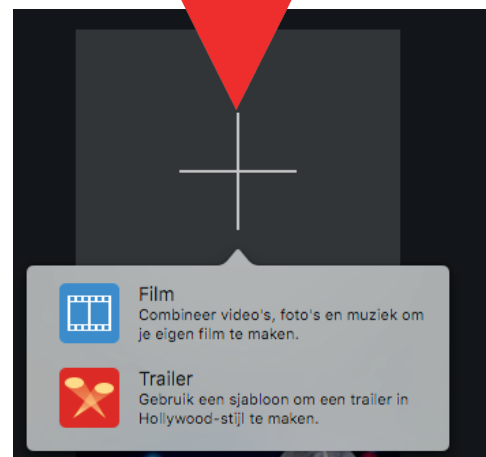 Film
Combineer video's, foto's en muziek om
je eigen film te maken.
Trailer
Gebruik een sjabloon om een trailer in
Hollywood-stijl te maken.